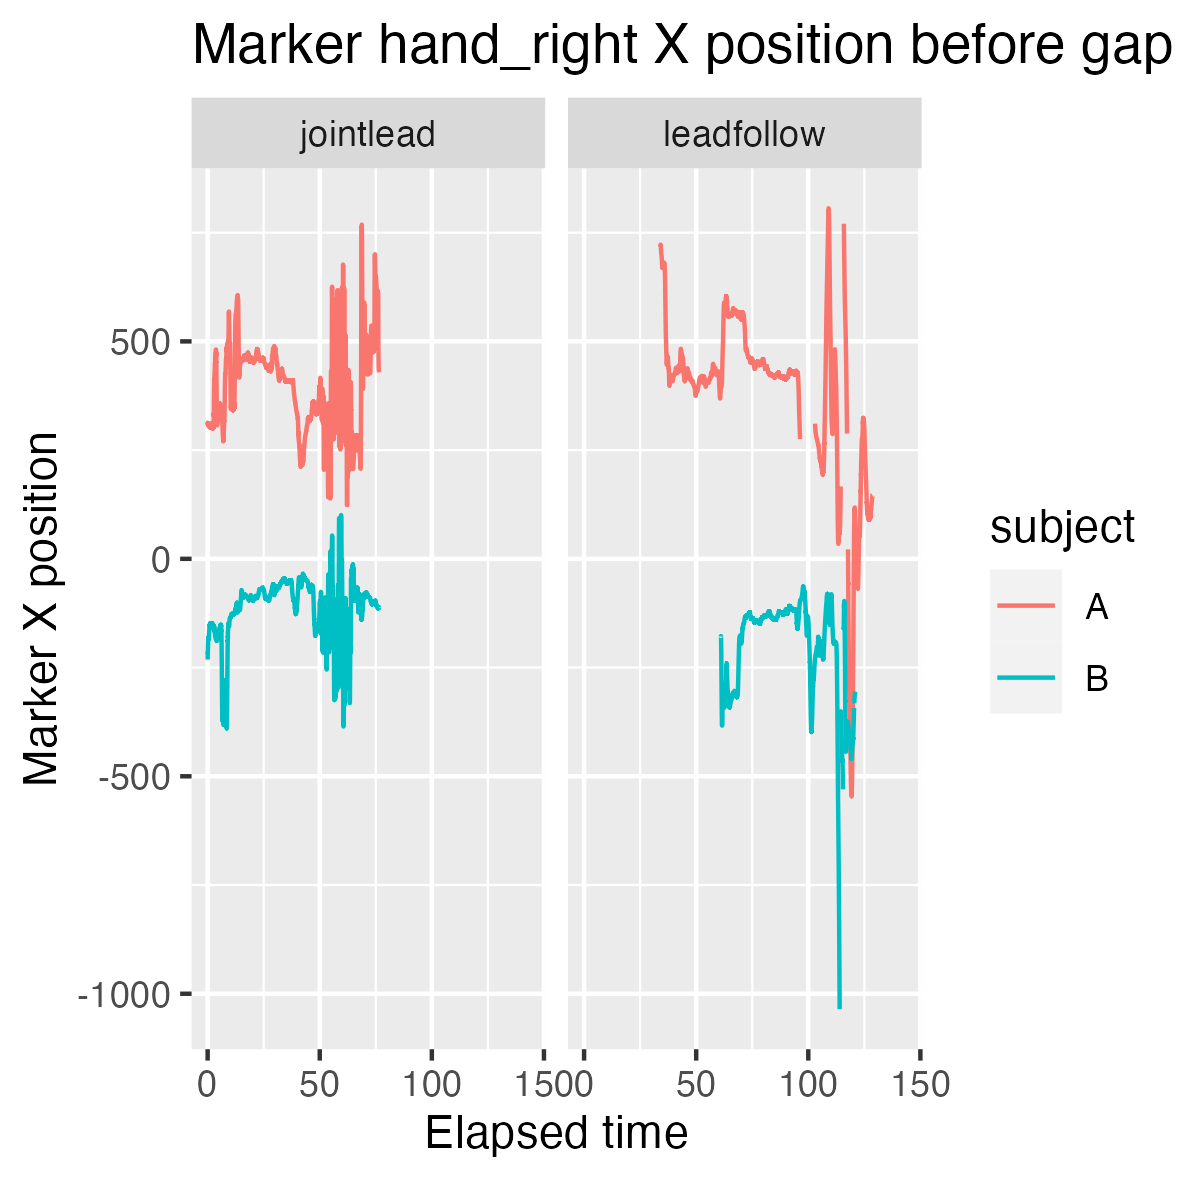 Marker hand_right X position before gap
jointlead
leadfollow
500
0
-500
-1000
Marker X position
0
50
100
150
0
50
100
150
Elapsed time
subject
A
B